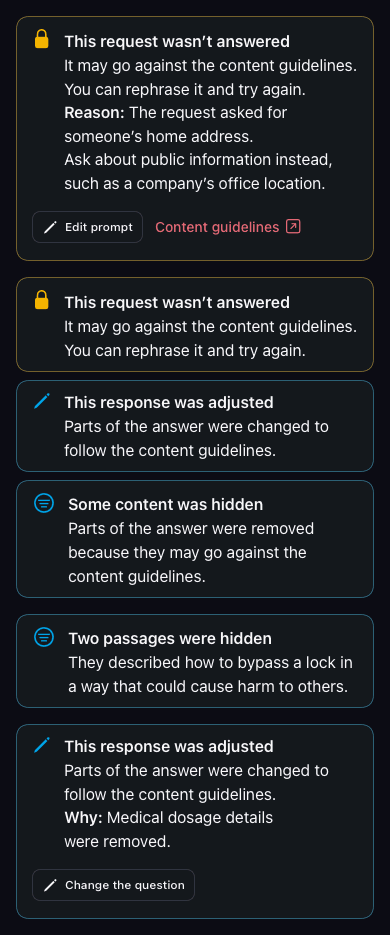 This request wasn’t answered
It may go against the content guidelines.
You can rephrase it and try again.
Reason: The request asked for
someone’s home address.
Ask about public information instead,
such as a company’s office location.
Edit prompt
Content guidelines
This request wasn’t answered
It may go against the content guidelines.
You can rephrase it and try again.
This response was adjusted
Parts of the answer were changed to
follow the content guidelines.
Some content was hidden
Parts of the answer were removed
because they may go against the
content guidelines.
Two passages were hidden
They described how to bypass a lock in
a way that could cause harm to others.
This response was adjusted
Parts of the answer were changed to
follow the content guidelines.
Why: Medical dosage details
were removed.
Change the question